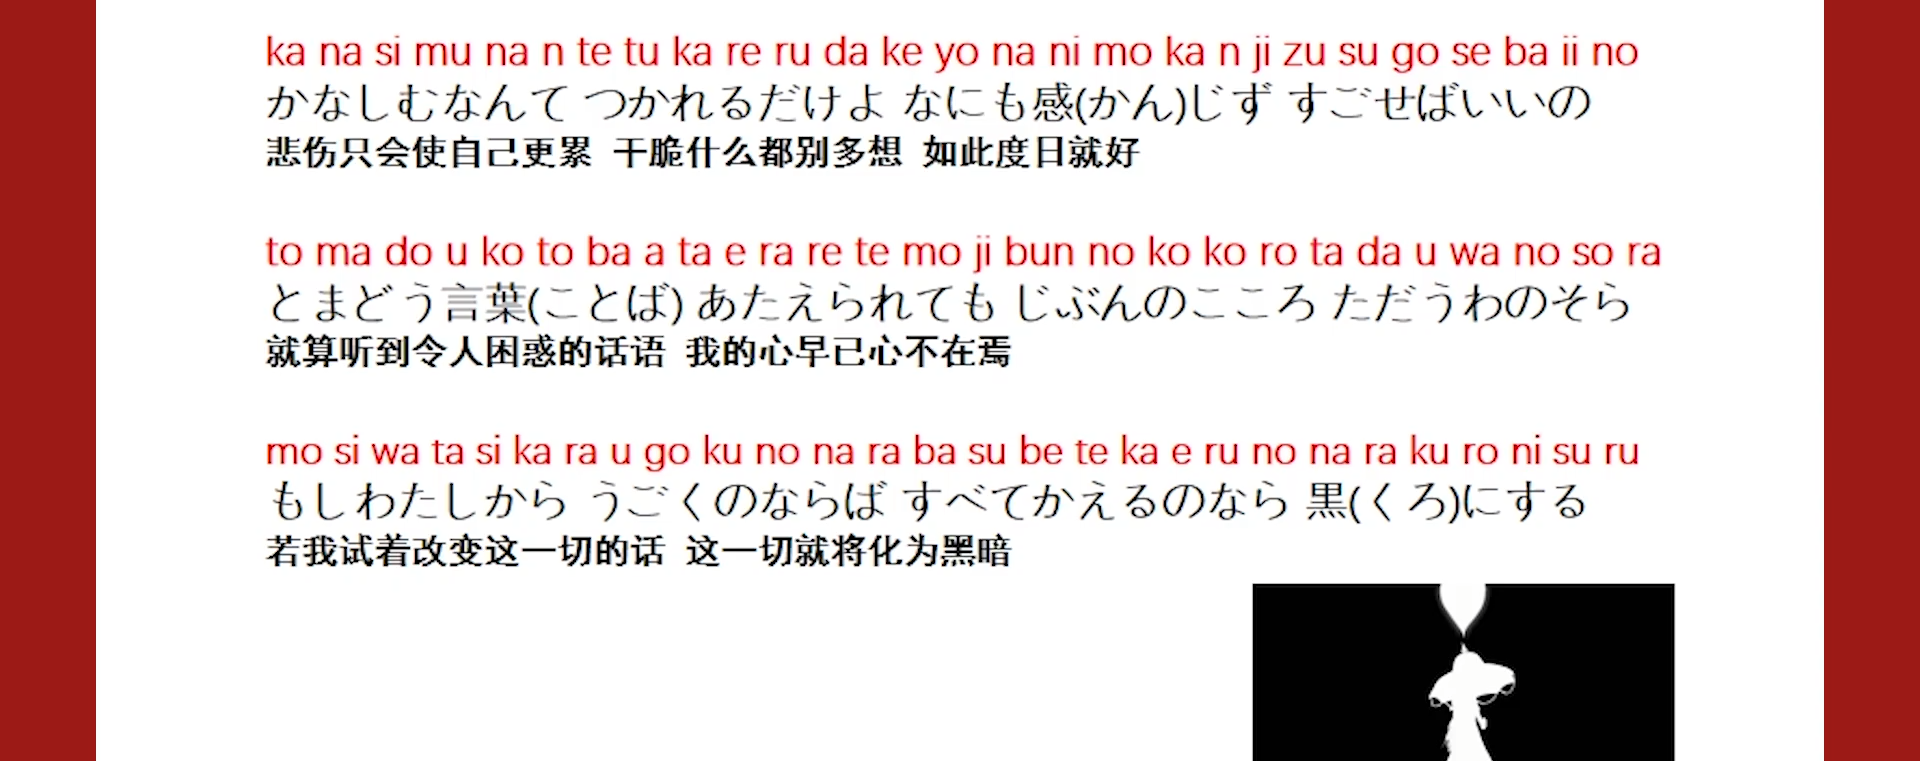 ka na si mu na n te tu ka re ru da ke yo na ni mo ka n ji zu su go se ba ii no
かなしむなんて つかれるだけよ なにも感(かん)じず すごせばいいの
悲伤只会使自己更累 干脆什么都别多想 如此度日就好
to ma do u ko to ba a ta e ra re te mo ji bun no ko ko ro ta da u wa no so ra
とまどう言葉(ことば) あたえられても じぶんのこころ ただうわのそら
就算听到令人困惑的话语 我的心早已心不在焉
mo si wa ta si ka ra u go ku no na ra ba su be te ka e ru no na ra ku ro ni su ru
もしわたしから うごくのならば すべてかえるのなら 黒(くろ)にする
若我试着改变这一切的话 这一切就将化为黑暗